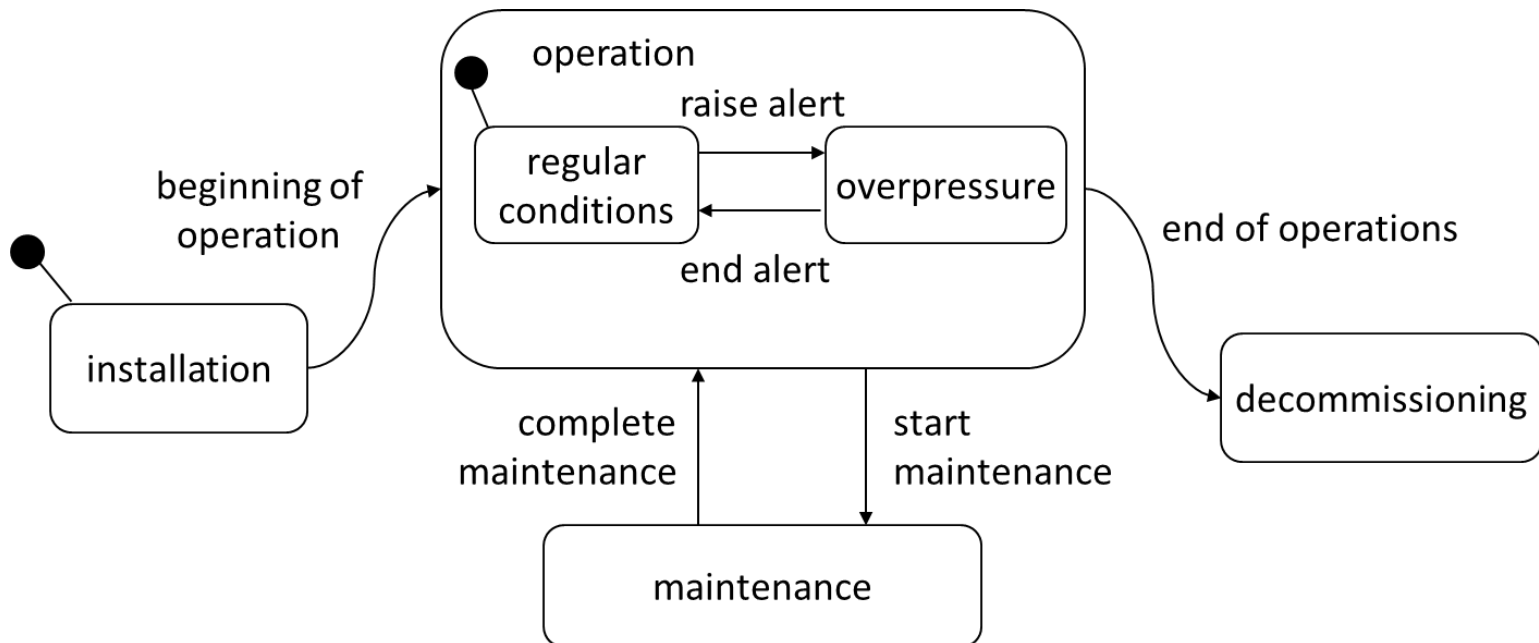 operation
raise alert
regular
conditions
overpressure
end alert
beginning of
operation
installation
end of operations
decommissioning
complete
maintenance
start
maintenance
maintenance